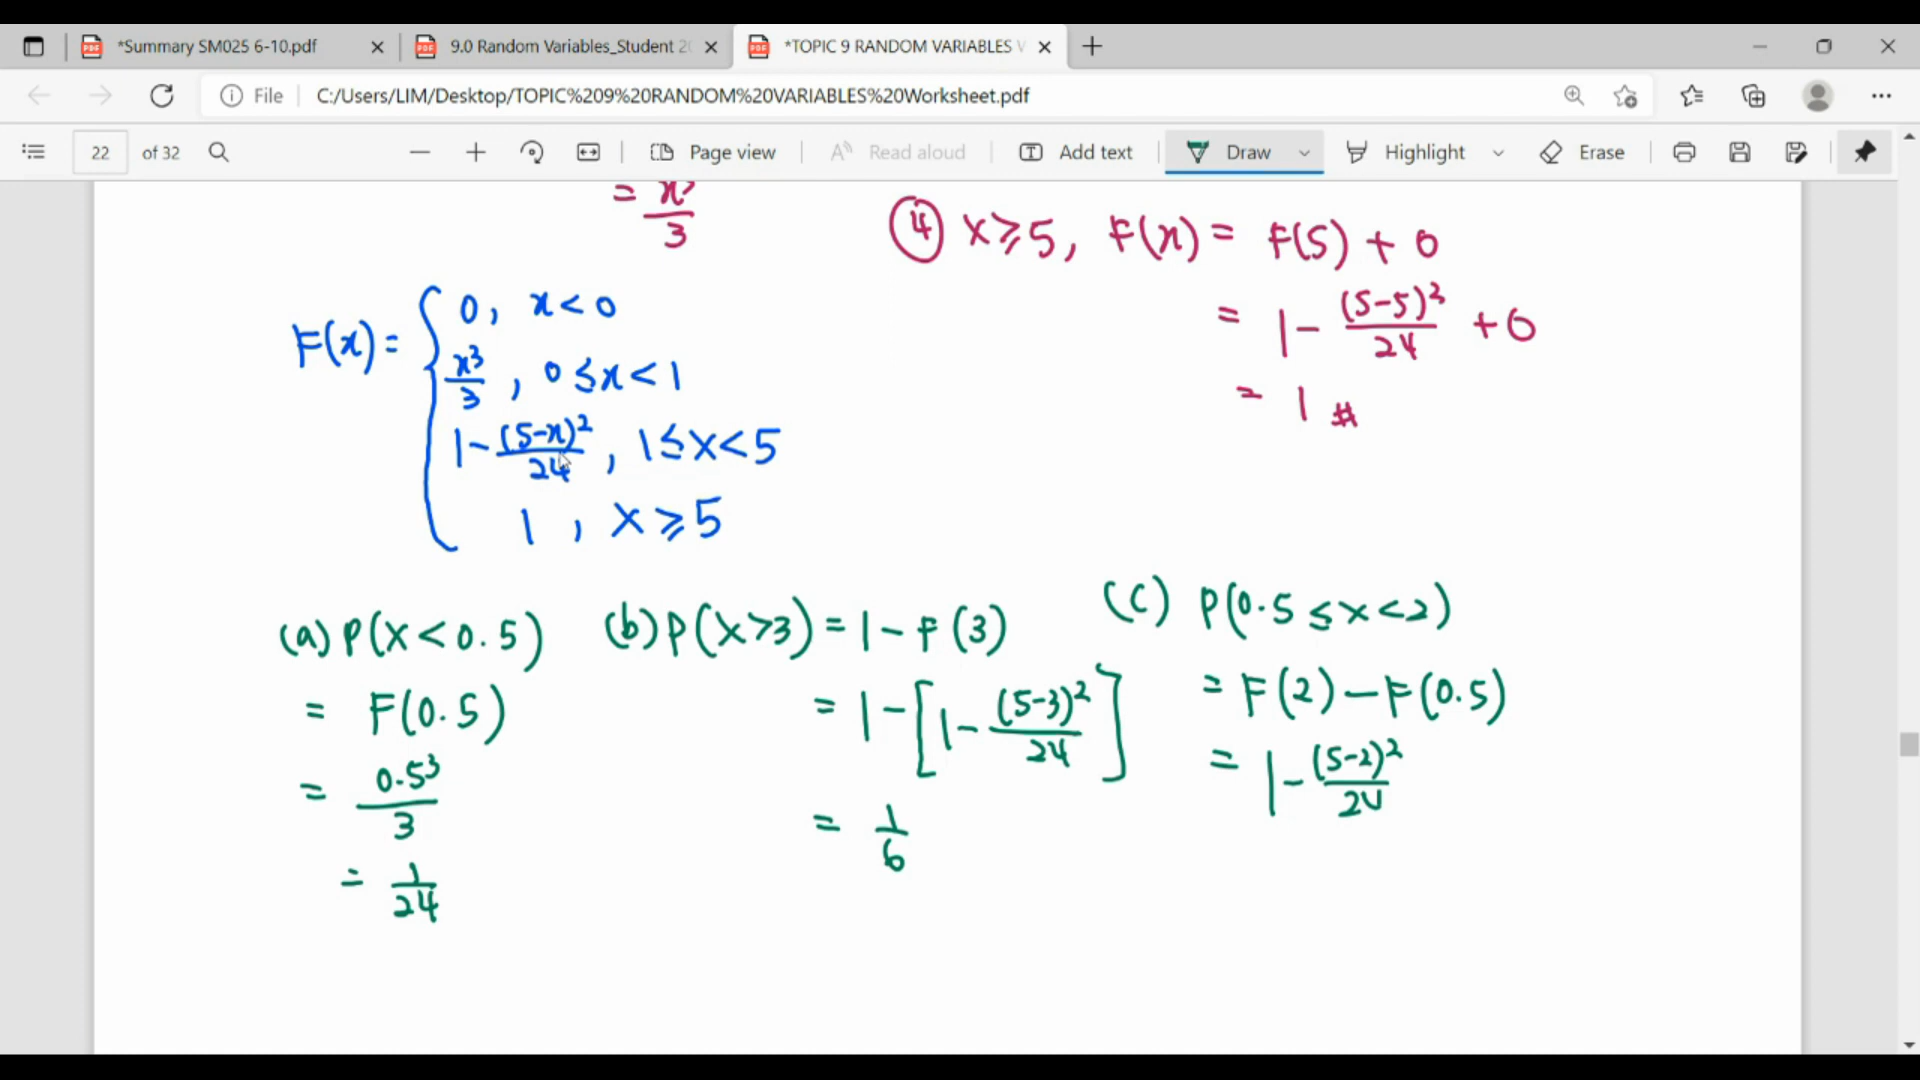 *Summary SM025 6-10.pdf
9.0 Random Variables_Student 20
*TOPIC 9 RANDOM VARIABLES V
File
C:/Users/LIM/Desktop/TOPIC%209%20RANDOM%20VARIABLES%20Worksheet.pdf
22 of 32
Page view
Read aloud
Add text
Draw
Highlight
Erase
= x³/3
④ x≥5, F(x) = F(5) + 0
= 1 - (5-5)²/24 + 0
= 1 #
F(x) = {
0, x < 0
x³/3, 0 ≤ x < 1
1 - (5-x)²/24, 1 ≤ x < 5
1, x ≥ 5
(a) P(X < 0.5)
= F(0.5)
= 0.5³/3
= 1/24
(b) P(X>3) = 1 - F(3)
= 1 - [1 - (5-3)²/24]
= 1/6
(c) P(0.5 ≤ x < 2)
= F(2) - F(0.5)
= 1 - (5-2)²/24